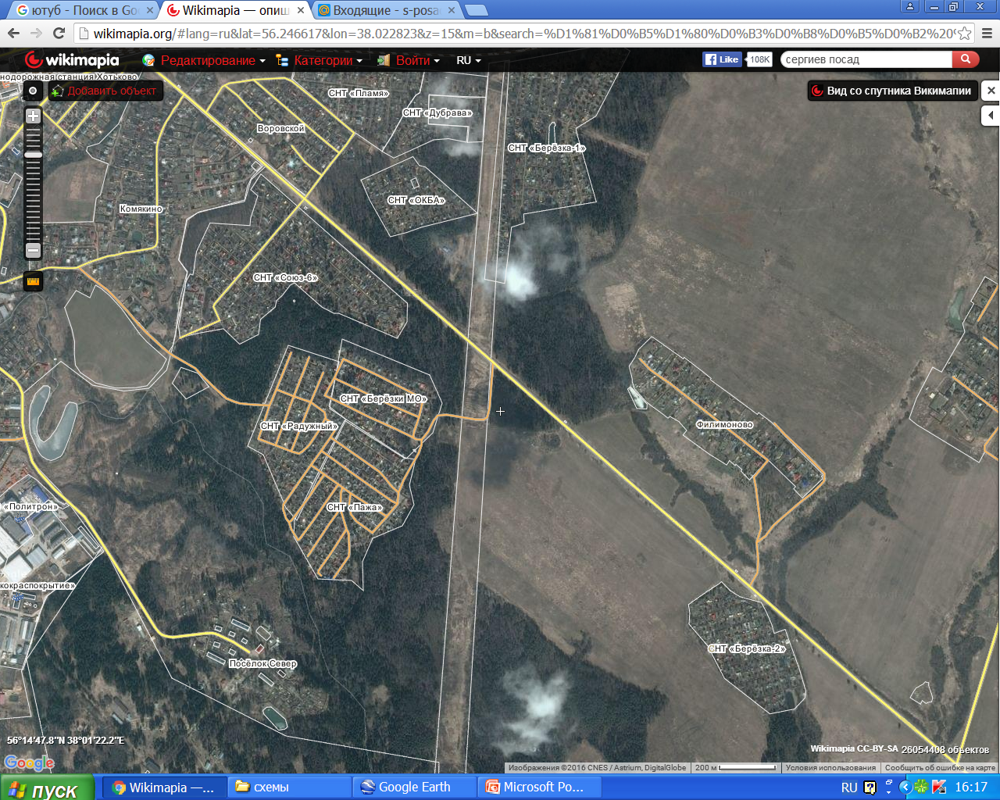 ютуб - Поиск в Go
Wikimapia — опиш
Входящие - s-posa
wikimapia.org/#lang=ru&lat=56.246617&lon=38.022823&z=15&m=b&search=%D1%81%D0%B5%D1%80%D0%B3%D0%B8%D0%B5%D0%B2%20
wikimapia
Редактирование
Категории
Войти
RU
Like
108K
сергиев посад
нодорожная станция Хотьково
Добавить объект
Вид со спутника Викимапии
СНТ «Пламя»
СНТ «Дубрава»
Воровской
СНТ «Берёзка-1»
СНТ «ОКБА»
Комякино
СНТ «Союз-6»
СНТ «Берёзки МО»
СНТ «Радужный»
Филимоново
«Политрон»
СНТ «Пажа»
кокраспокрытие»
СНТ «Берёзка-2»
Посёлок Север
56°14'47.8"N 38°01'22.2"E
Wikimapia CC-BY-SA 26054408 объектов
Google
Изображения ©2016 CNES / Astrium, DigitalGlobe
200 м
Условия использования
Сообщить об ошибке на карте
пуск
Wikimapia —...
схемы
Google Earth
Microsoft Po...
RU
16:17